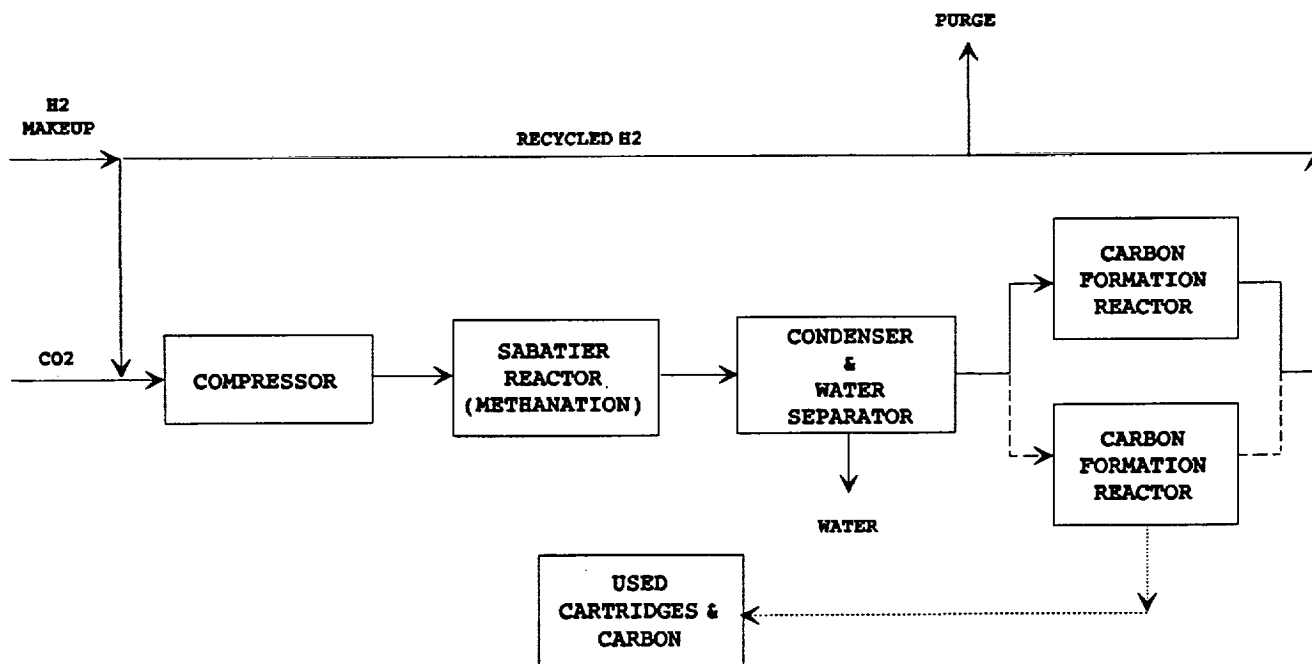 PURGE
H2
MAKEUP
RECYCLED H2
CO2
COMPRESSOR
SABATIER
REACTOR
(METHANATION)
CONDENSER
&
WATER
SEPARATOR
CARBON
FORMATION
REACTOR
CARBON
FORMATION
REACTOR
WATER
USED
CARTRIDGES &
CARBON